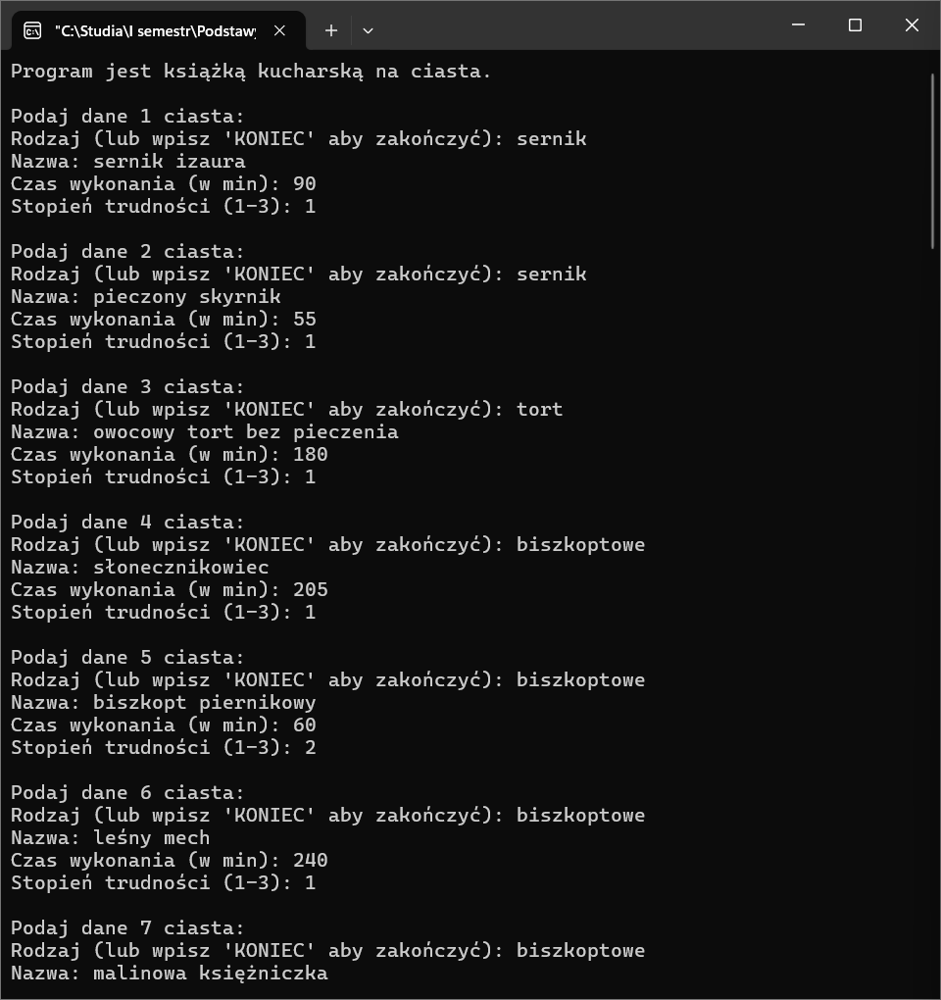 "C:\Studia\I semestr\Podstawy
Program jest książką kucharską na ciasta.
Podaj dane 1 ciasta:
Rodzaj (lub wpisz 'KONIEC' aby zakończyć): sernik
Nazwa: sernik izaura
Czas wykonania (w min): 90
Stopień trudności (1-3): 1
Podaj dane 2 ciasta:
Rodzaj (lub wpisz 'KONIEC' aby zakończyć): sernik
Nazwa: pieczony skyrnik
Czas wykonania (w min): 55
Stopień trudności (1-3): 1
Podaj dane 3 ciasta:
Rodzaj (lub wpisz 'KONIEC' aby zakończyć): tort
Nazwa: owocowy tort bez pieczenia
Czas wykonania (w min): 180
Stopień trudności (1-3): 1
Podaj dane 4 ciasta:
Rodzaj (lub wpisz 'KONIEC' aby zakończyć): biszkoptowe
Nazwa: słonecznikowiec
Czas wykonania (w min): 205
Stopień trudności (1-3): 1
Podaj dane 5 ciasta:
Rodzaj (lub wpisz 'KONIEC' aby zakończyć): biszkoptowe
Nazwa: biszkopt piernikowy
Czas wykonania (w min): 60
Stopień trudności (1-3): 2
Podaj dane 6 ciasta:
Rodzaj (lub wpisz 'KONIEC' aby zakończyć): biszkoptowe
Nazwa: leśny mech
Czas wykonania (w min): 240
Stopień trudności (1-3): 1
Podaj dane 7 ciasta:
Rodzaj (lub wpisz 'KONIEC' aby zakończyć): biszkoptowe
Nazwa: malinowa księżniczka